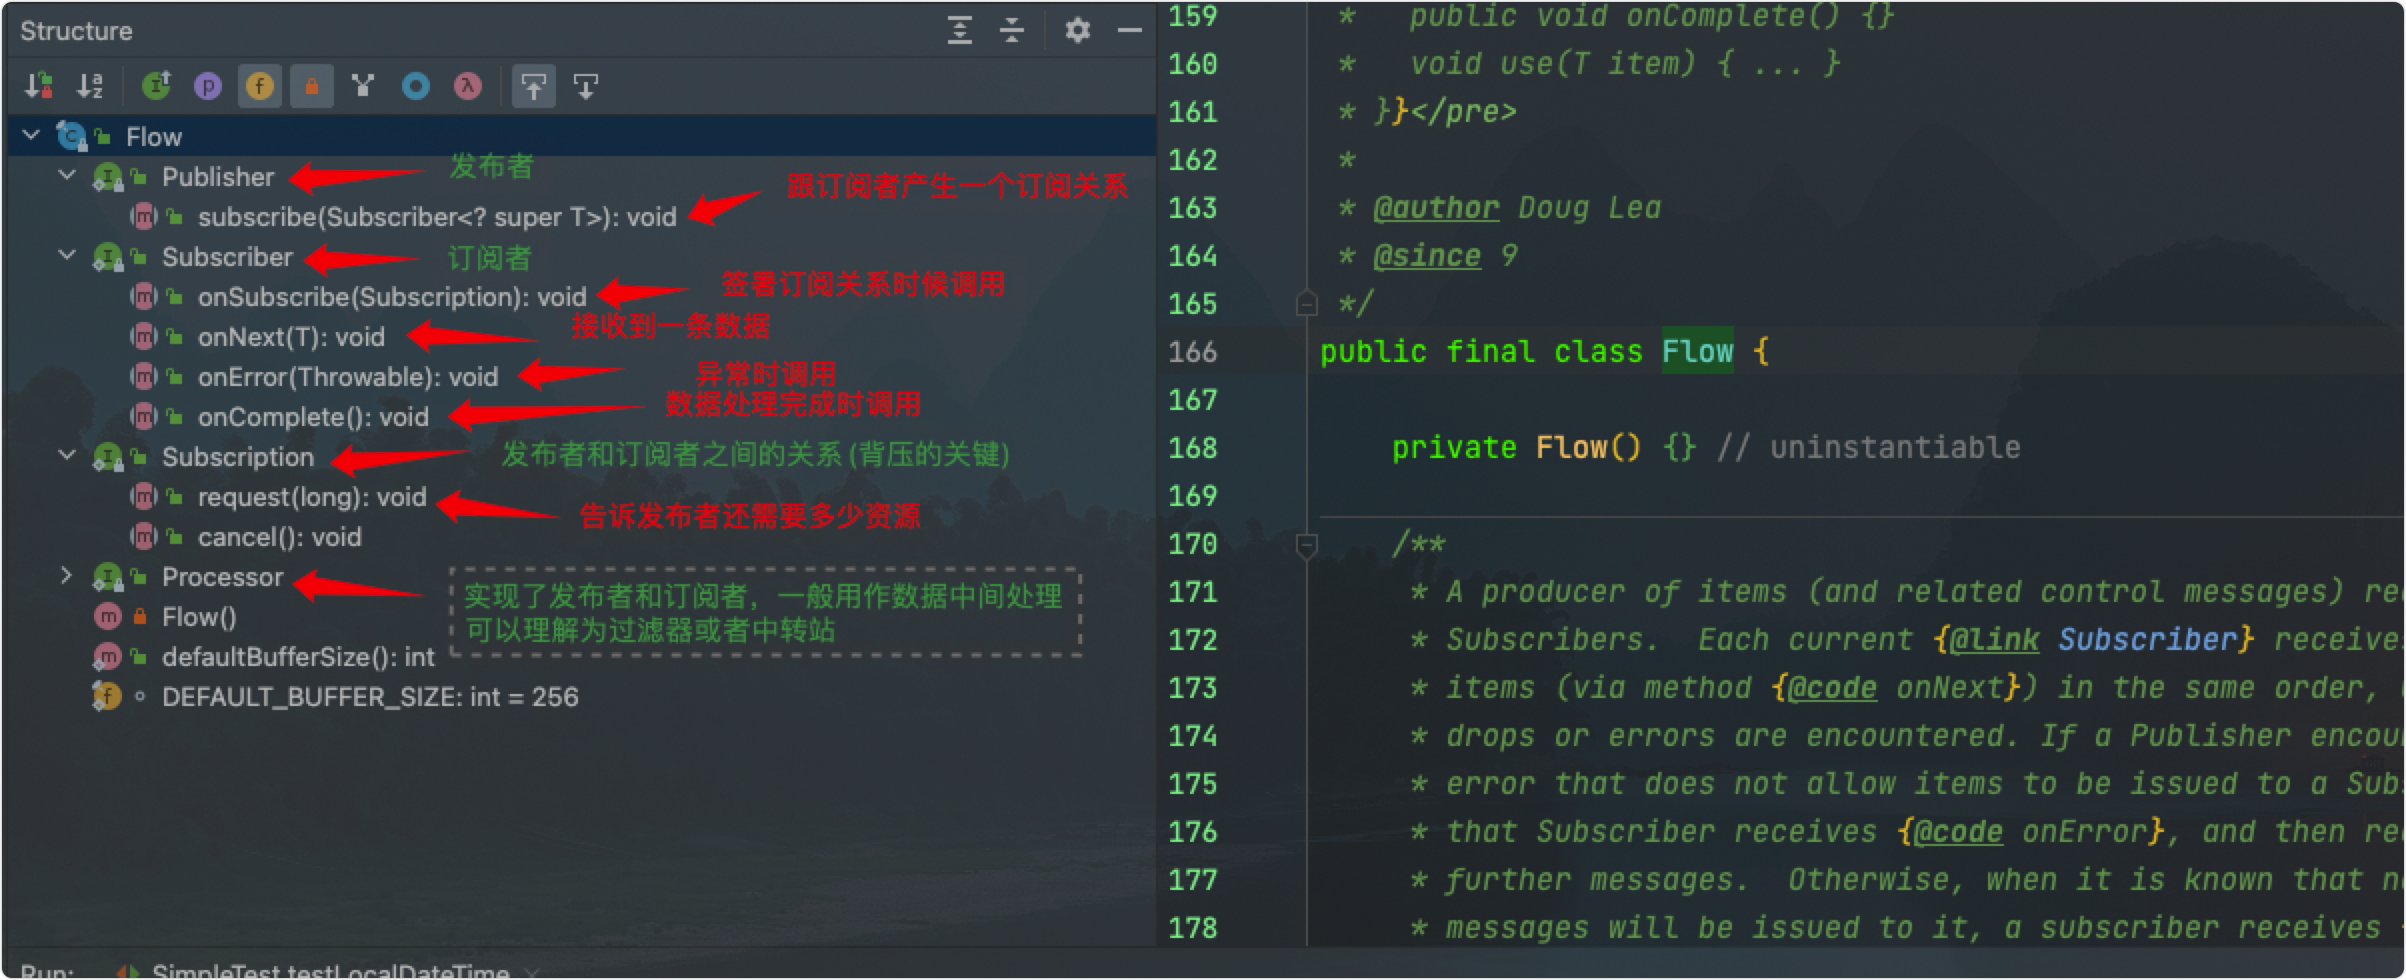 Structure
Flow
Publisher
发布者
跟订阅者产生一个订阅关系
subscribe(Subscriber<? super T>): void
Subscriber
订阅者
签署订阅关系时候调用
onSubscribe(Subscription): void
接收到一条数据
onNext(T): void
异常时调用
onError(Throwable): void
数据处理完成时调用
onComplete(): void
发布者和订阅者之间的关系(背压的关键)
Subscription
request(long): void
告诉发布者还需要多少资源
cancel(): void
Processor
实现了发布者和订阅者，一般用作数据中间处理
可以理解为过滤器或者中转站
Flow()
defaultBufferSize(): int
DEFAULT_BUFFER_SIZE: int = 256
159 * public void onComplete() {}
160 * void use(T item) { ... }
161 * }}</pre>
162 *
163 * @author Doug Lea
164 * @since 9
165 */
166 public final class Flow {
167
168 private Flow() {} // uninstantiable
169
170 /**
171 * A producer of items (and related control messages) re
172 * Subscribers. Each current {@link Subscriber} receive
173 * items (via method {@code onNext}) in the same order,
174 * drops or errors are encountered. If a Publisher encou
175 * error that does not allow items to be issued to a Sub
176 * that Subscriber receives {@code onError}, and then re
177 * further messages. Otherwise, when it is known that n
178 * messages will be issued to it, a subscriber receives
Run: SimpleTest.testLocalDateTime